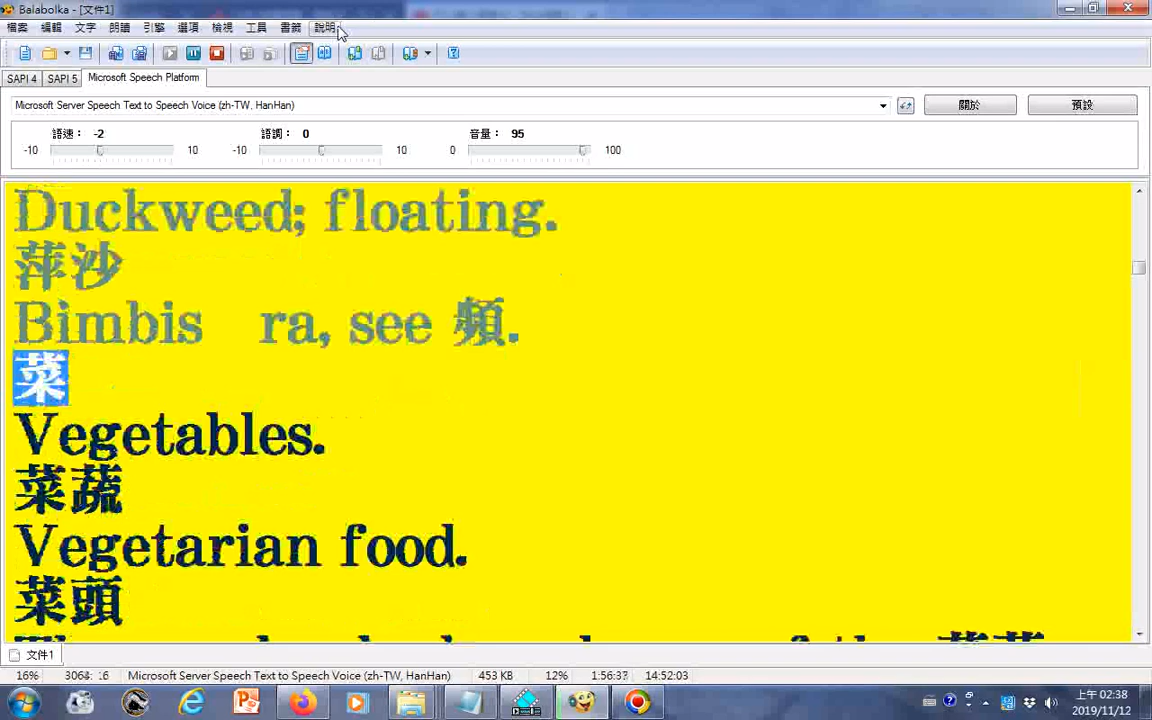 Balabolka - [文件1]
檔案 編輯 文字 朗讀 引擎 選項 檢視 工具 書籤 說明
SAPI 4 SAPI 5 Microsoft Speech Platform
Microsoft Server Speech Text to Speech Voice (zh-TW, HanHan) 關於 預設
語速： -2 語調： 0 音量： 95
-10 10 -10 10 0 100
Duckweed; floating.
萍沙
Bimbis ra, see 頻.
菜
Vegetables.
菜蔬
Vegetarian food.
菜頭
文件1
16% 3068: 16 Microsoft Server Speech Text to Speech Voice (zh-TW, HanHan) 453 KB 12% 1:56:37 14:52:03
上午 02:38
2019/11/12